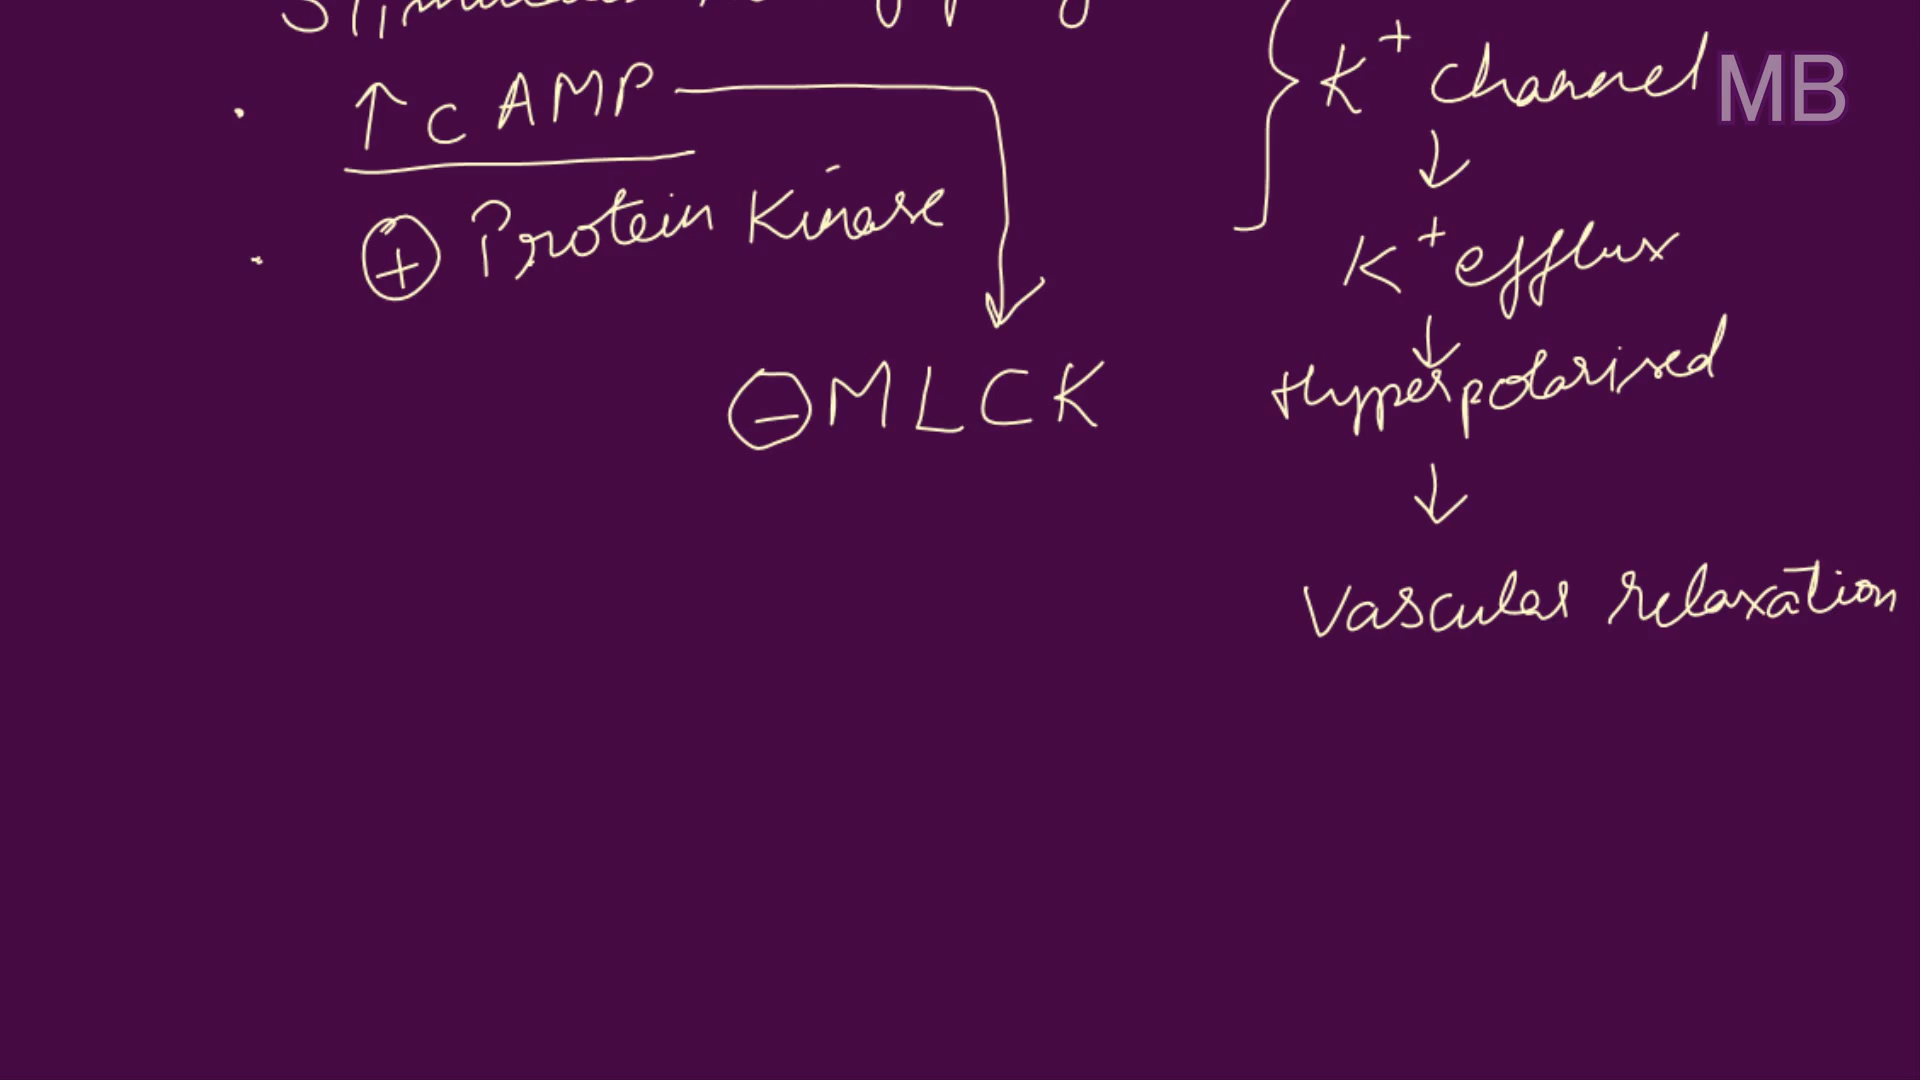 · ↑ c AMP
· ⊕ Protein Kinase
⊖ MLCK
K+ channel
↓
K+ efflux
↓
Hyperpolarised
↓
Vascular relaxation
MB